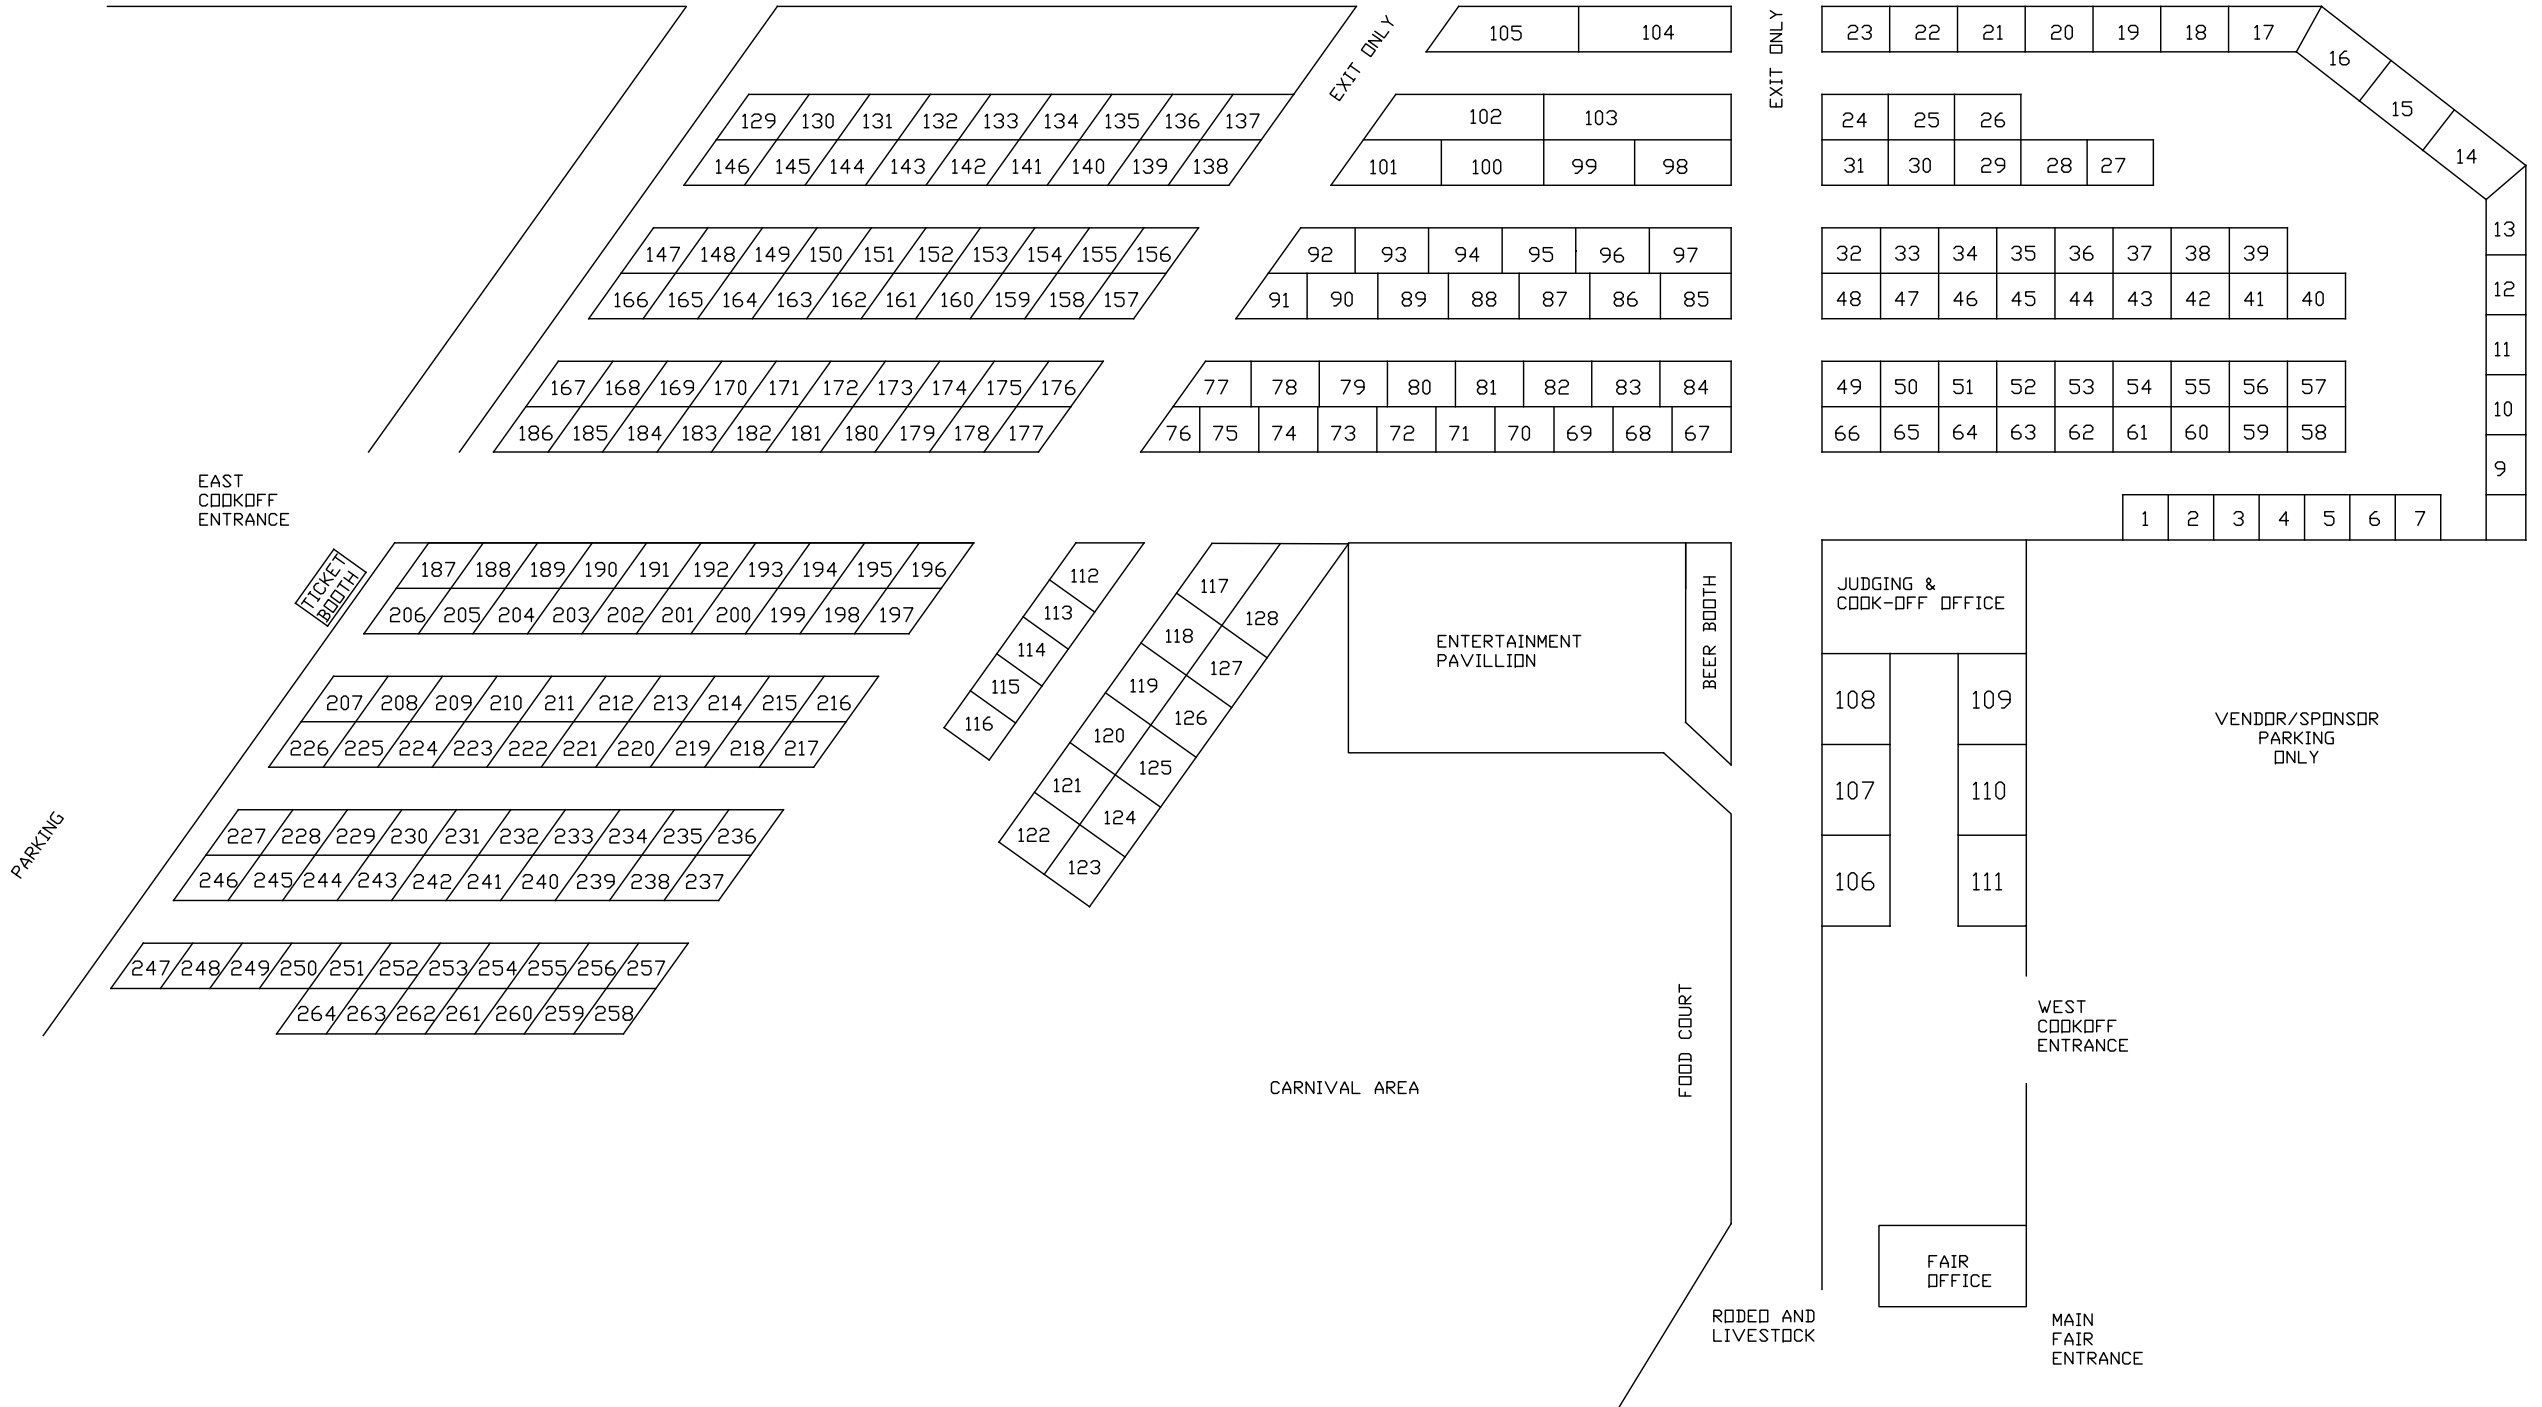 105 104
23 22 21 20 19 18 17
16
15
14
13
12
11
10
9
EXIT ONLY
EXIT ONLY
129 130 131 132 133 134 135 136 137
146 145 144 143 142 141 140 139 138
102 103
101 100 99 98
24 25 26
31 30 29 28 27
147 148 149 150 151 152 153 154 155 156
166 165 164 163 162 161 160 159 158 157
92 93 94 95 96 97
91 90 89 88 87 86 85
32 33 34 35 36 37 38 39
48 47 46 45 44 43 42 41 40
167 168 169 170 171 172 173 174 175 176
186 185 184 183 182 181 180 179 178 177
77 78 79 80 81 82 83 84
76 75 74 73 72 71 70 69 68 67
49 50 51 52 53 54 55 56 57
66 65 64 63 62 61 60 59 58
EAST
COOKOFF
ENTRANCE
1 2 3 4 5 6 7
TICKET
BOOTH
187 188 189 190 191 192 193 194 195 196
206 205 204 203 202 201 200 199 198 197
112
113
114
115
116
117
118
119
120
121
122
128
127
126
125
124
123
ENTERTAINMENT
PAVILLION
BEER BOOTH
JUDGING &
COOK-OFF OFFICE
108 109
107 110
106 111
VENDOR/SPONSOR
PARKING
ONLY
207 208 209 210 211 212 213 214 215 216
226 225 224 223 222 221 220 219 218 217
PARKING
227 228 229 230 231 232 233 234 235 236
246 245 244 243 242 241 240 239 238 237
247 248 249 250 251 252 253 254 255 256 257
264 263 262 261 260 259 258
CARNIVAL AREA
FOOD COURT
WEST
COOKOFF
ENTRANCE
FAIR
OFFICE
RODEO AND
LIVESTOCK
MAIN
FAIR
ENTRANCE